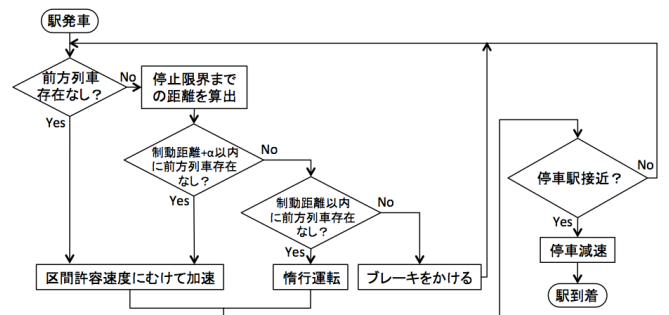 駅発車
前方列車
存在なし？
No
停止限界まで
の距離を算出
Yes
制動距離+α以内
に前方列車存在
なし？
No
Yes
制動距離以内
に前方列車存在
なし？
No
Yes
停車駅接近？
No
Yes
停車減速
駅到着
区間許容速度にむけて加速
惰行運転
ブレーキをかける